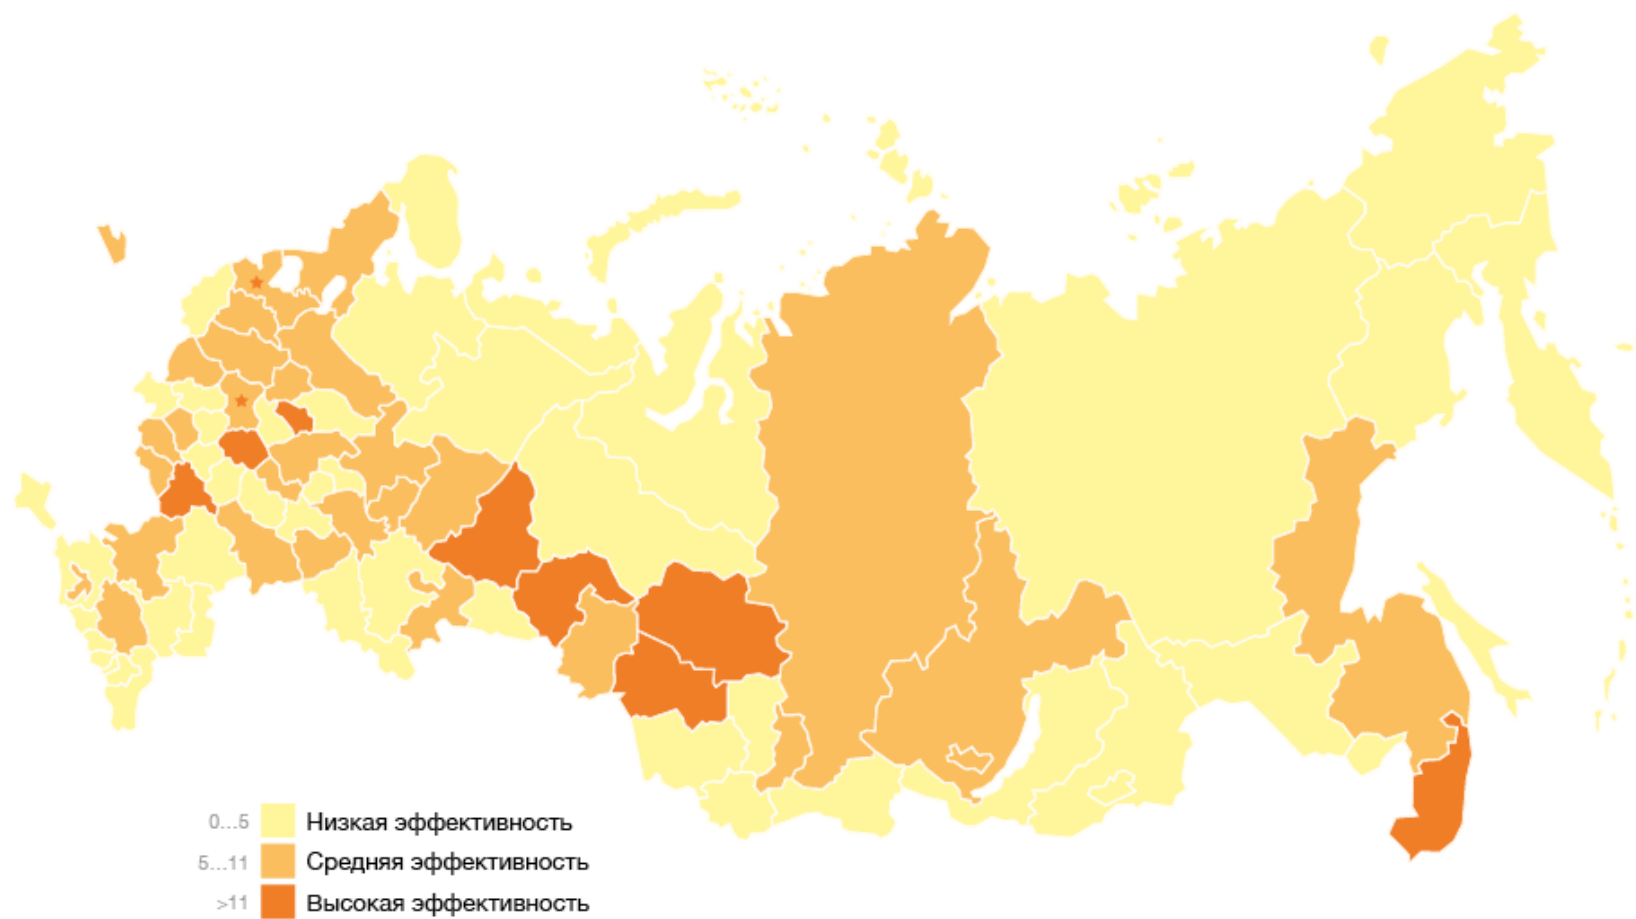 0...5 Низкая эффективность
5...11 Средняя эффективность
>11 Высокая эффективность